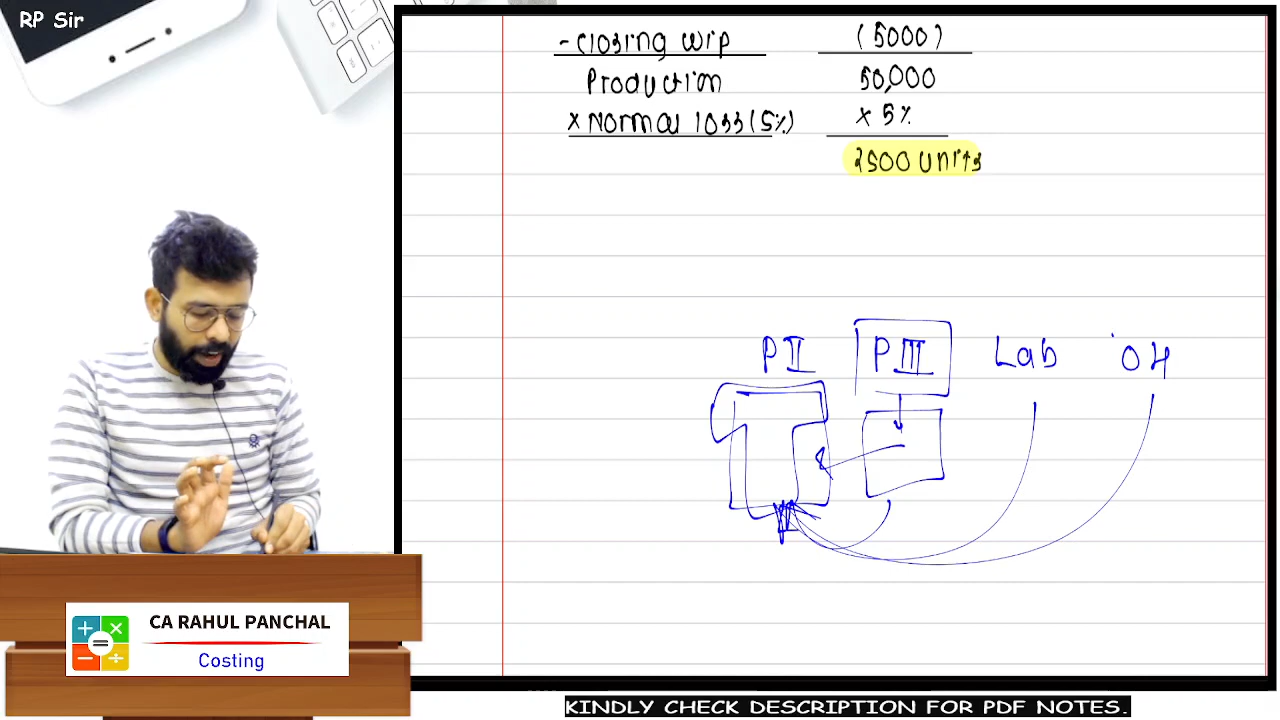 RP Sir
- Closing WIP (5000)
Production 50,000
x Normal loss (5%) x 5%
2500 units
P II P III Lab OH
CA RAHUL PANCHAL
Costing
KINDLY CHECK DESCRIPTION FOR PDF NOTES.